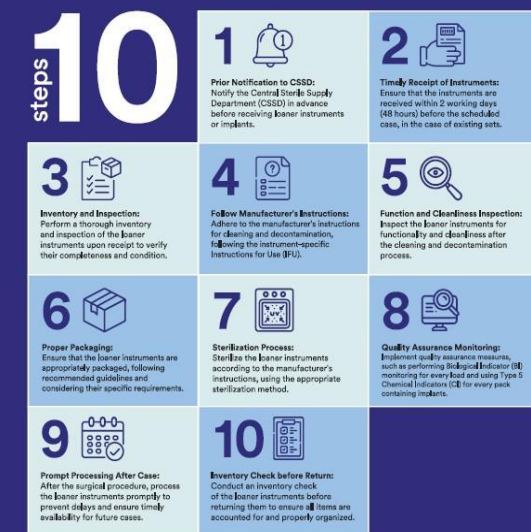 steps
10
1
Prior Notification to CSSD:
Notify the Central Sterile Supply
Department (CSSD) in advance
before receiving loaner instruments
or implants.
2
Timely Receipt of Instruments:
Ensure that the instruments are
received within 2 working days
(48 hours) before the scheduled
case, in the case of existing sets.
3
Inventory and Inspection:
Perform a thorough inventory
and inspection of the loaner
instruments upon receipt to verify
their completeness and condition.
4
Follow Manufacturer's Instructions:
Adhere to the manufacturer's instructions
for cleaning and decontamination,
following the instrument-specific
Instructions for Use (IFU).
5
Function and Cleanliness Inspection:
Inspect the loaner instruments for
functionality and cleanliness after
the cleaning and decontamination
process.
6
Proper Packaging:
Ensure that the loaner instruments are
appropriately packaged, following
recommended guidelines and
considering their specific requirements.
7
UV
Sterilization Process:
Sterilize the loaner instruments
according to the manufacturer's
instructions, using the appropriate
sterilization method.
8
Quality Assurance Monitoring:
Implement quality assurance measures,
such as performing Biological Indicator (BI)
monitoring for every load and using Type 5
Chemical Indicators (CI) for every pack
containing implants.
9
Prompt Processing After Case:
After the surgical procedure, process
the loaner instruments promptly to
prevent delays and ensure timely
availability for future cases.
10
Inventory Check before Return:
Conduct an inventory check
of the loaner instruments before
returning them to ensure all items are
accounted for and properly organized.